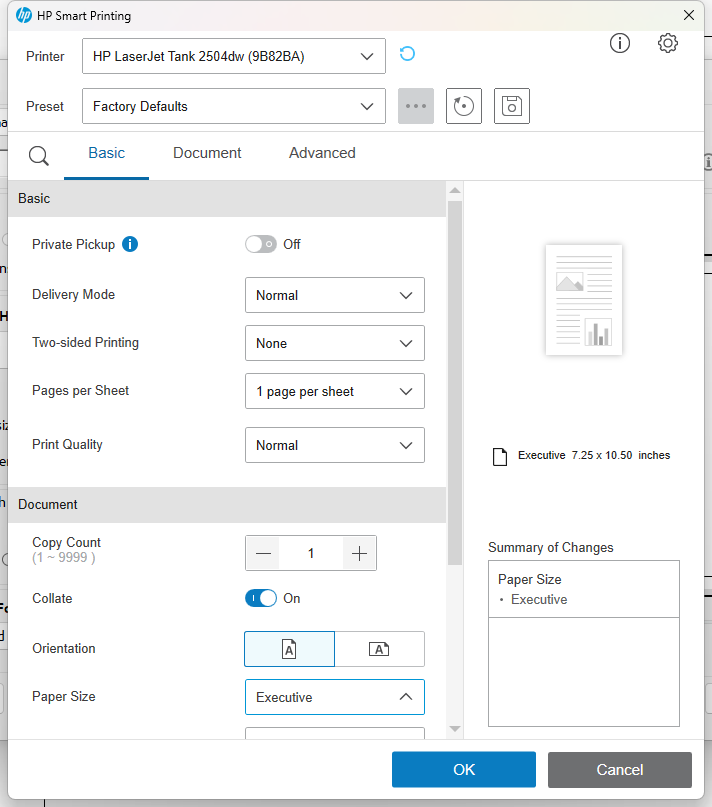 HP Smart Printing
Printer
HP LaserJet Tank 2504dw (9B82BA)
Preset
Factory Defaults
Basic
Document
Advanced
Basic
Private Pickup
Off
Delivery Mode
Normal
Two-sided Printing
None
Pages per Sheet
1 page per sheet
Print Quality
Normal
Executive 7.25 x 10.50 inches
Document
Copy Count
(1 ~ 9999 )
1
Collate
On
Orientation
A
A
Paper Size
Executive
Summary of Changes
Paper Size
• Executive
OK
Cancel